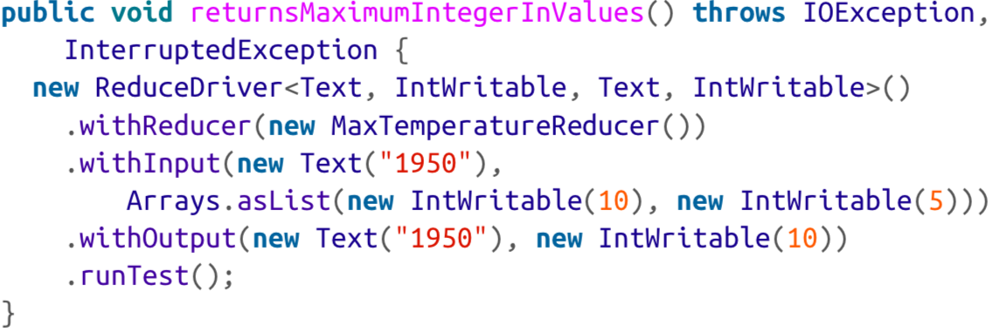 public void returnsMaximumIntegerInValues() throws IOException,
    InterruptedException {
  new ReduceDriver<Text, IntWritable, Text, IntWritable>()
    .withReducer(new MaxTemperatureReducer())
    .withInput(new Text("1950"),
        Arrays.asList(new IntWritable(10), new IntWritable(5)))
    .withOutput(new Text("1950"), new IntWritable(10))
    .runTest();
}